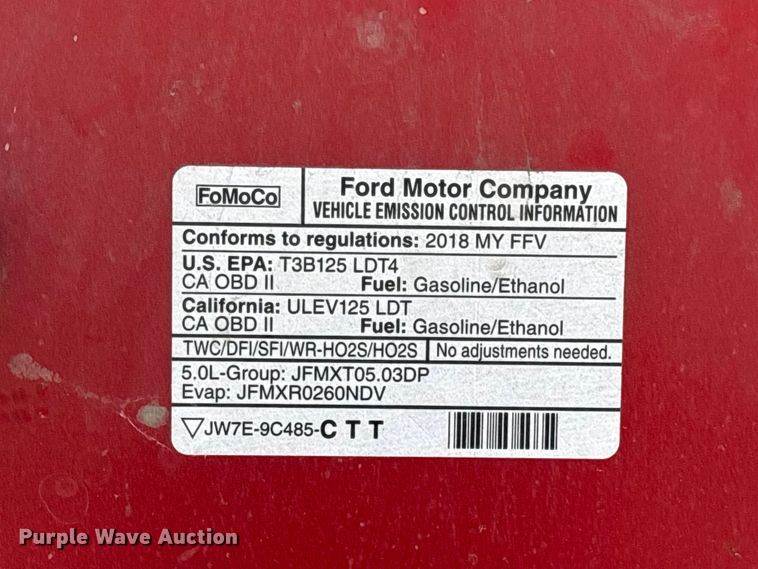 FoMoCo
Ford Motor Company
VEHICLE EMISSION CONTROL INFORMATION
Conforms to regulations: 2018 MY FFV
U.S. EPA: T3B125 LDT4
CA OBD II Fuel: Gasoline/Ethanol
California: ULEV125 LDT
CA OBD II Fuel: Gasoline/Ethanol
TWC/DFI/SFI/WR-HO2S/HO2S No adjustments needed.
5.0L-Group: JFMXT05.03DP
Evap: JFMXR0260NDV
▽JW7E-9C485-C T T
Purple Wave Auction